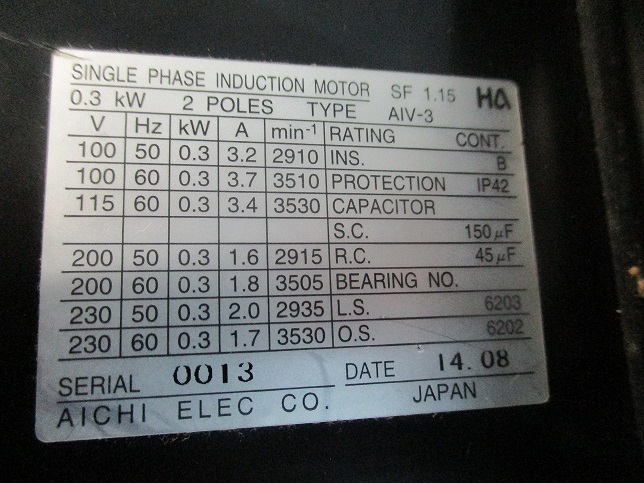 SINGLE PHASE INDUCTION MOTOR SF 1.15 HA
0.3 kW 2 POLES TYPE AIV-3
V Hz kW A min-1 RATING CONT.
100 50 0.3 3.2 2910 INS. B
100 60 0.3 3.7 3510 PROTECTION IP42
115 60 0.3 3.4 3530 CAPACITOR
S.C. 150μF
200 50 0.3 1.6 2915 R.C. 45μF
200 60 0.3 1.8 3505 BEARING NO.
230 50 0.3 2.0 2935 L.S. 6203
230 60 0.3 1.7 3530 O.S. 6202
SERIAL 0013 DATE 14.08
AICHI ELEC CO. JAPAN